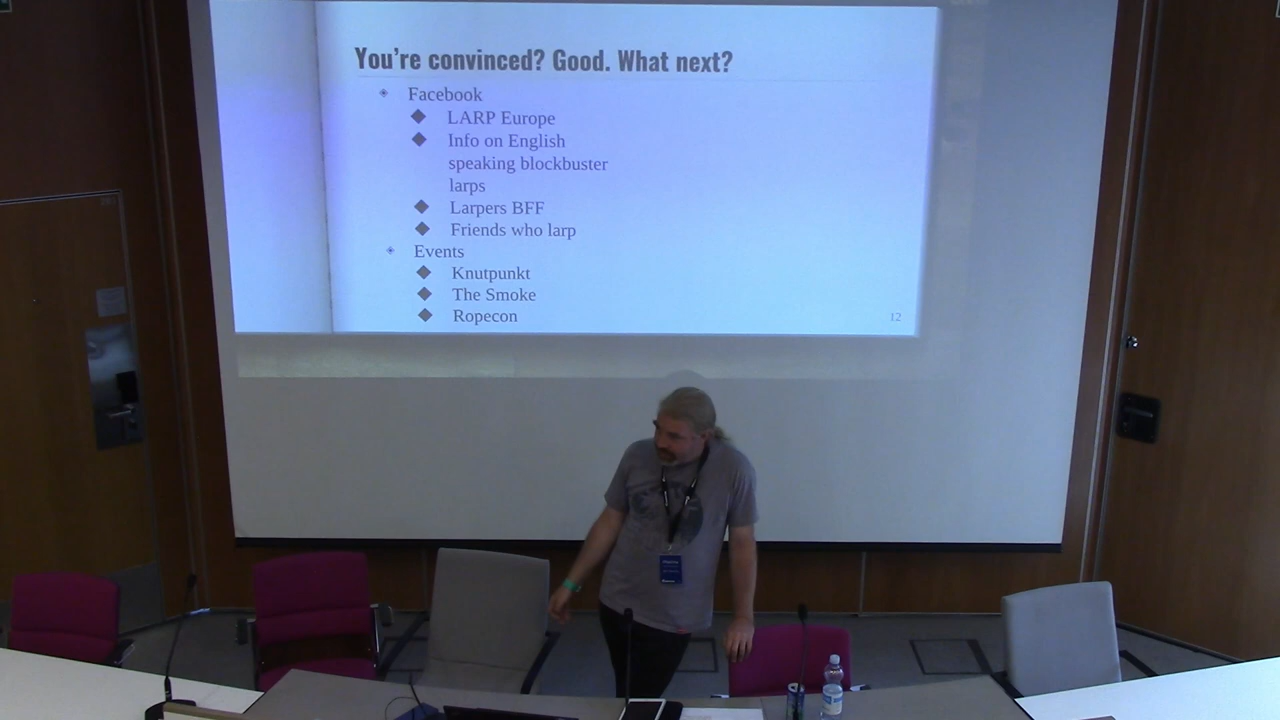 You're convinced? Good. What next?
Facebook
LARP Europe
Info on English
speaking blockbuster
larps
Larpers BFF
Friends who larp
Events
Knutpunkt
The Smoke
Ropecon
12